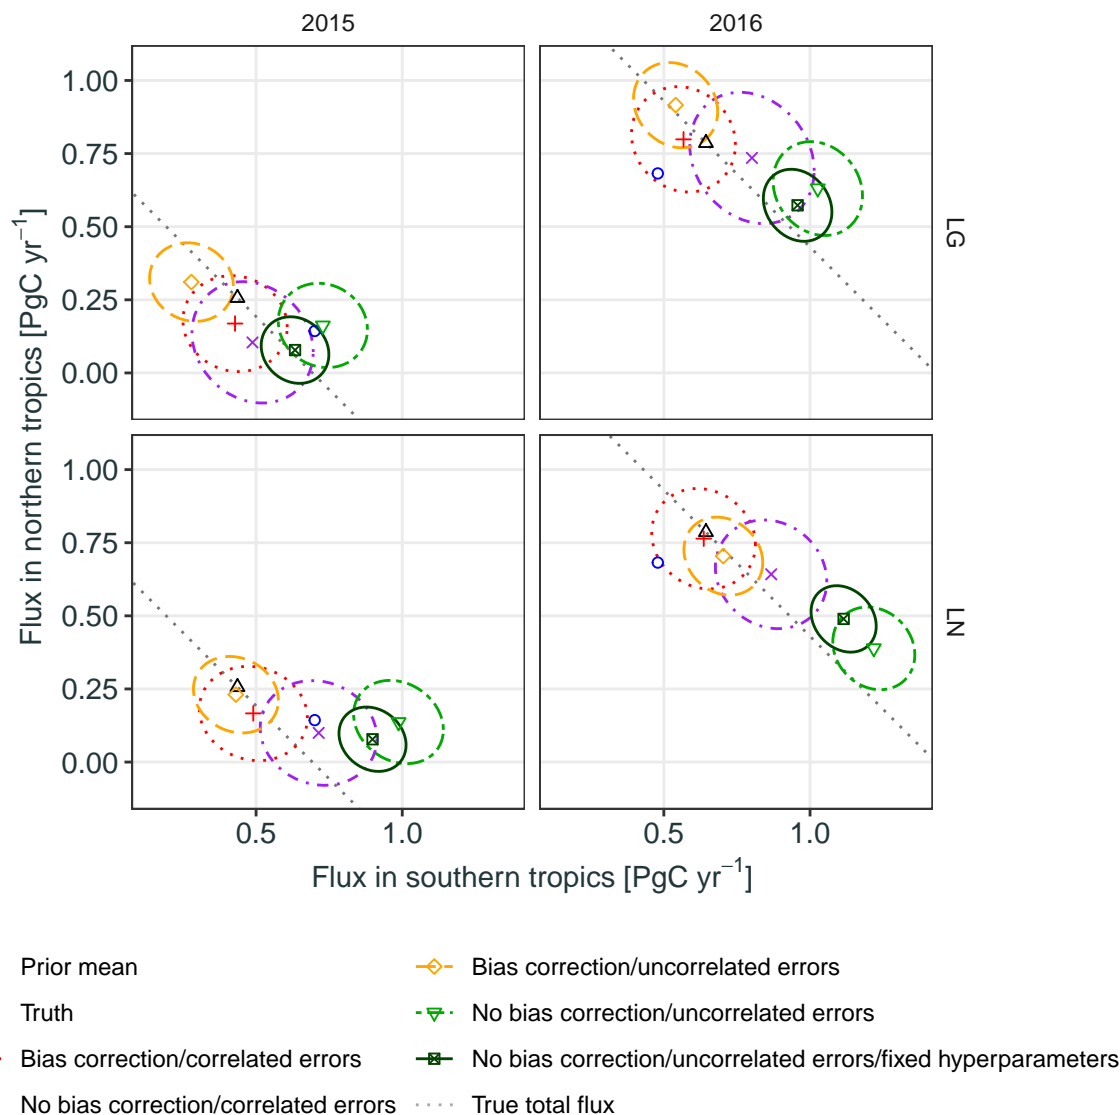 2015 2016
1.00
0.75
0.50
0.25
0.00
LG
Flux in northern tropics [PgC yr−1]
1.00
0.75
0.50
0.25
0.00
LN
0.5 1.0 0.5 1.0
Flux in southern tropics [PgC yr−1]
Prior mean Bias correction/uncorrelated errors
Truth No bias correction/uncorrelated errors
Bias correction/correlated errors No bias correction/uncorrelated errors/fixed hyperparameters
No bias correction/correlated errors True total flux